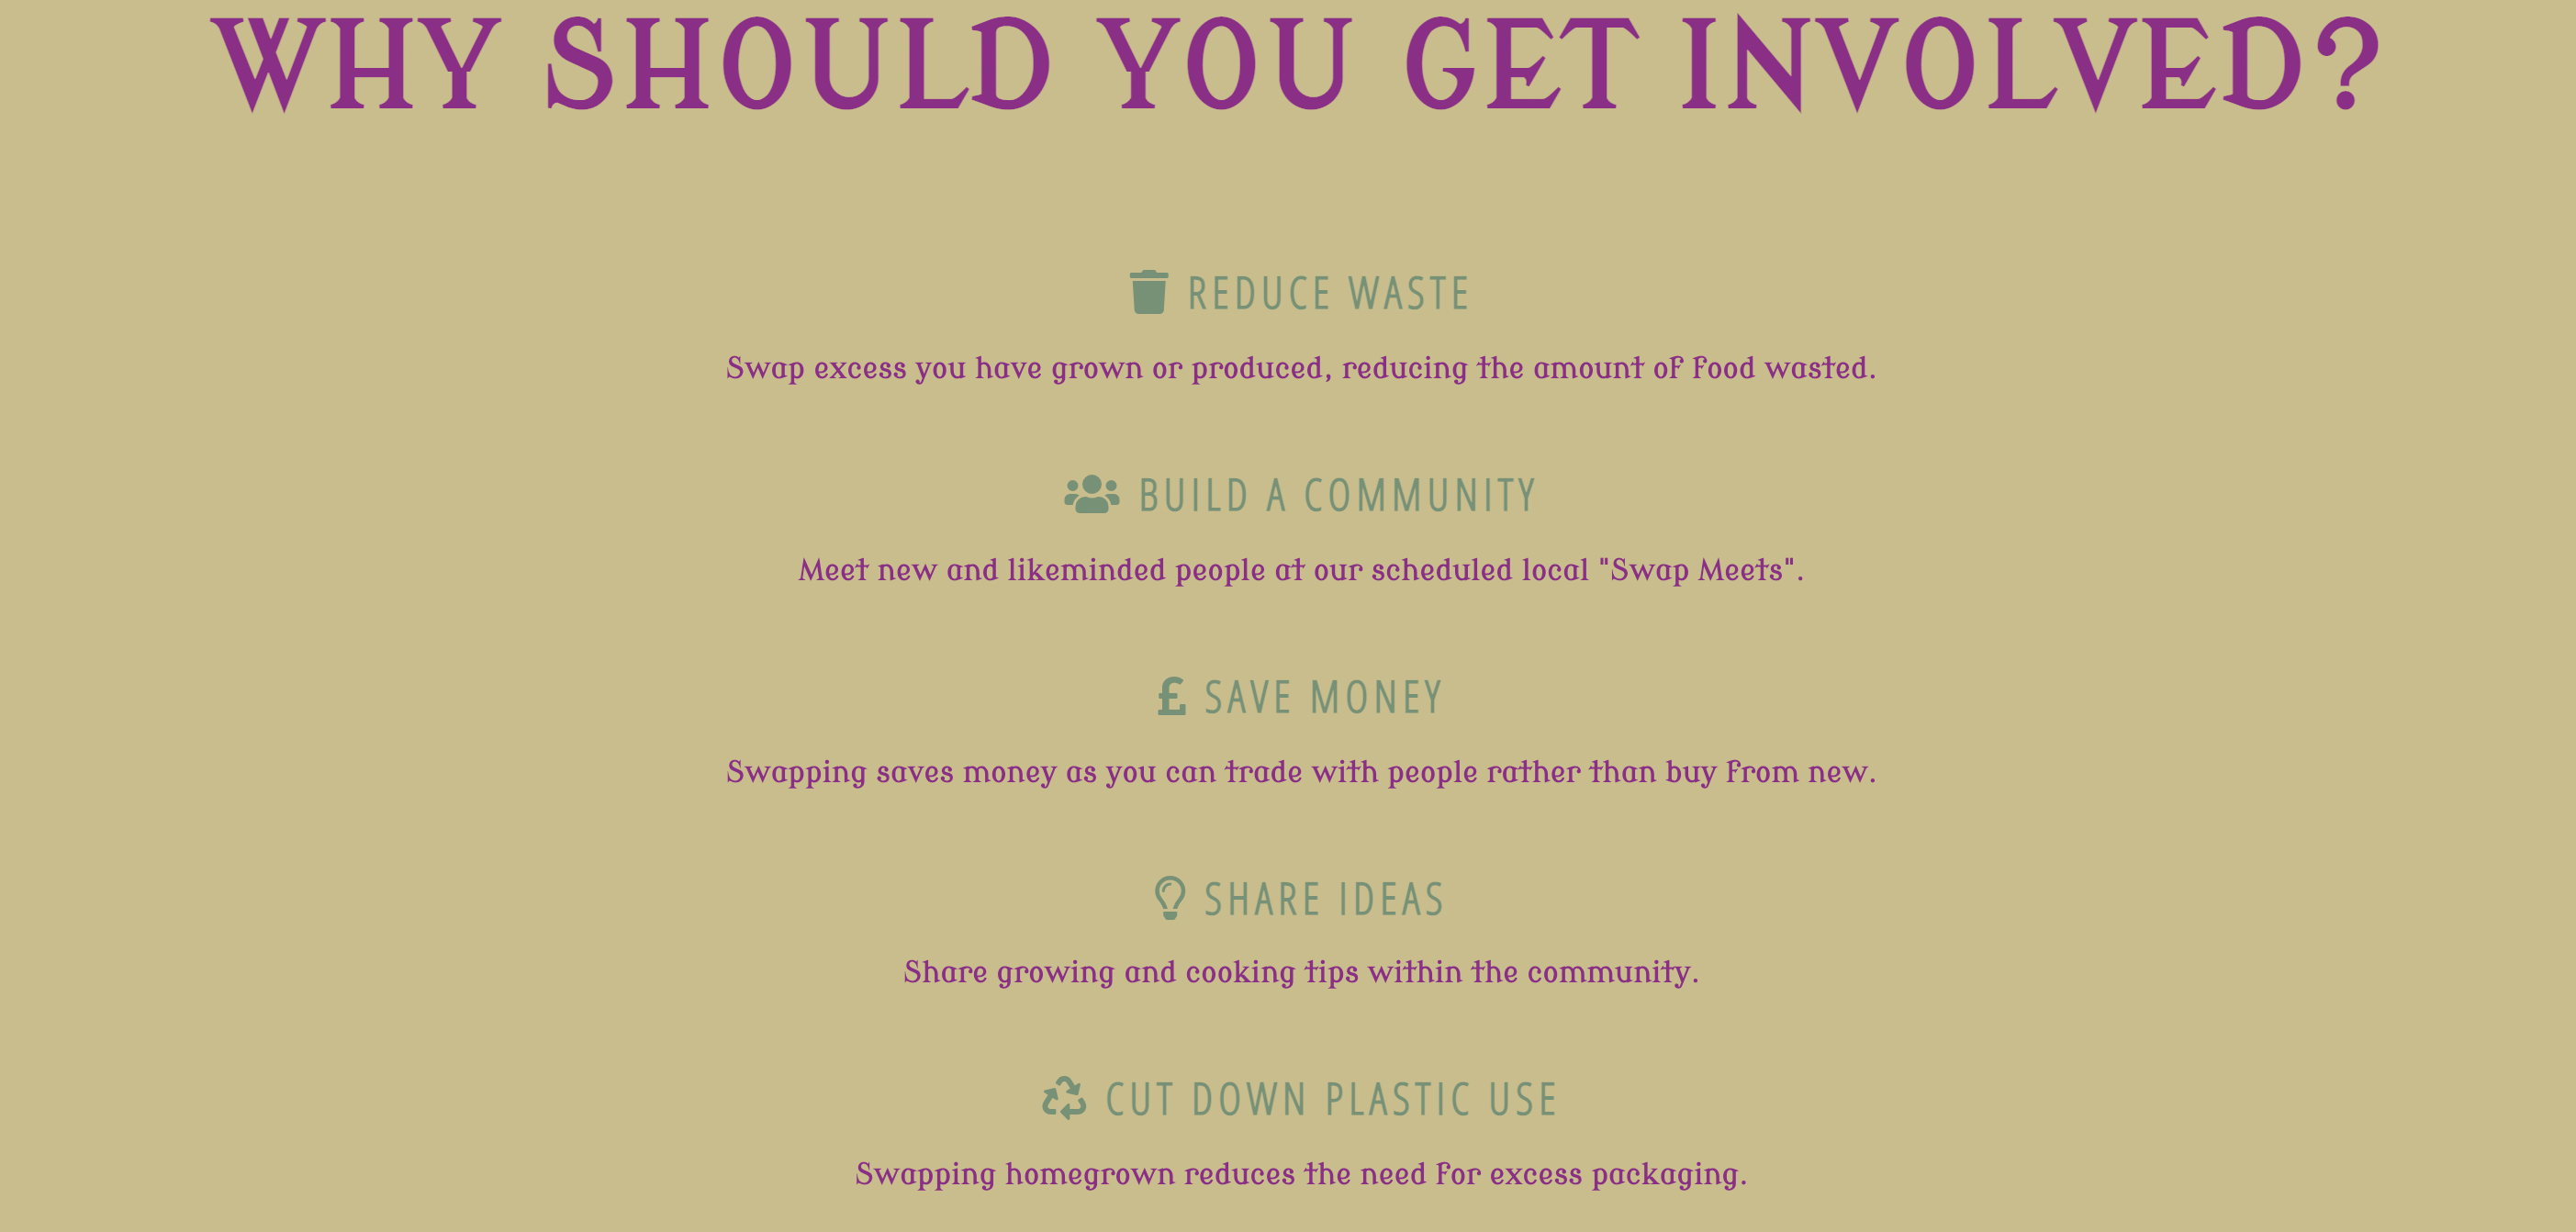 WHY SHOULD YOU GET INVOLVED?
REDUCE WASTE
Swap excess you have grown or produced, reducing the amount of food wasted.
BUILD A COMMUNITY
Meet new and likeminded people at our scheduled local "Swap Meets".
£ SAVE MONEY
Swapping saves money as you can trade with people rather than buy from new.
SHARE IDEAS
Share growing and cooking tips within the community.
CUT DOWN PLASTIC USE
Swapping homegrown reduces the need for excess packaging.